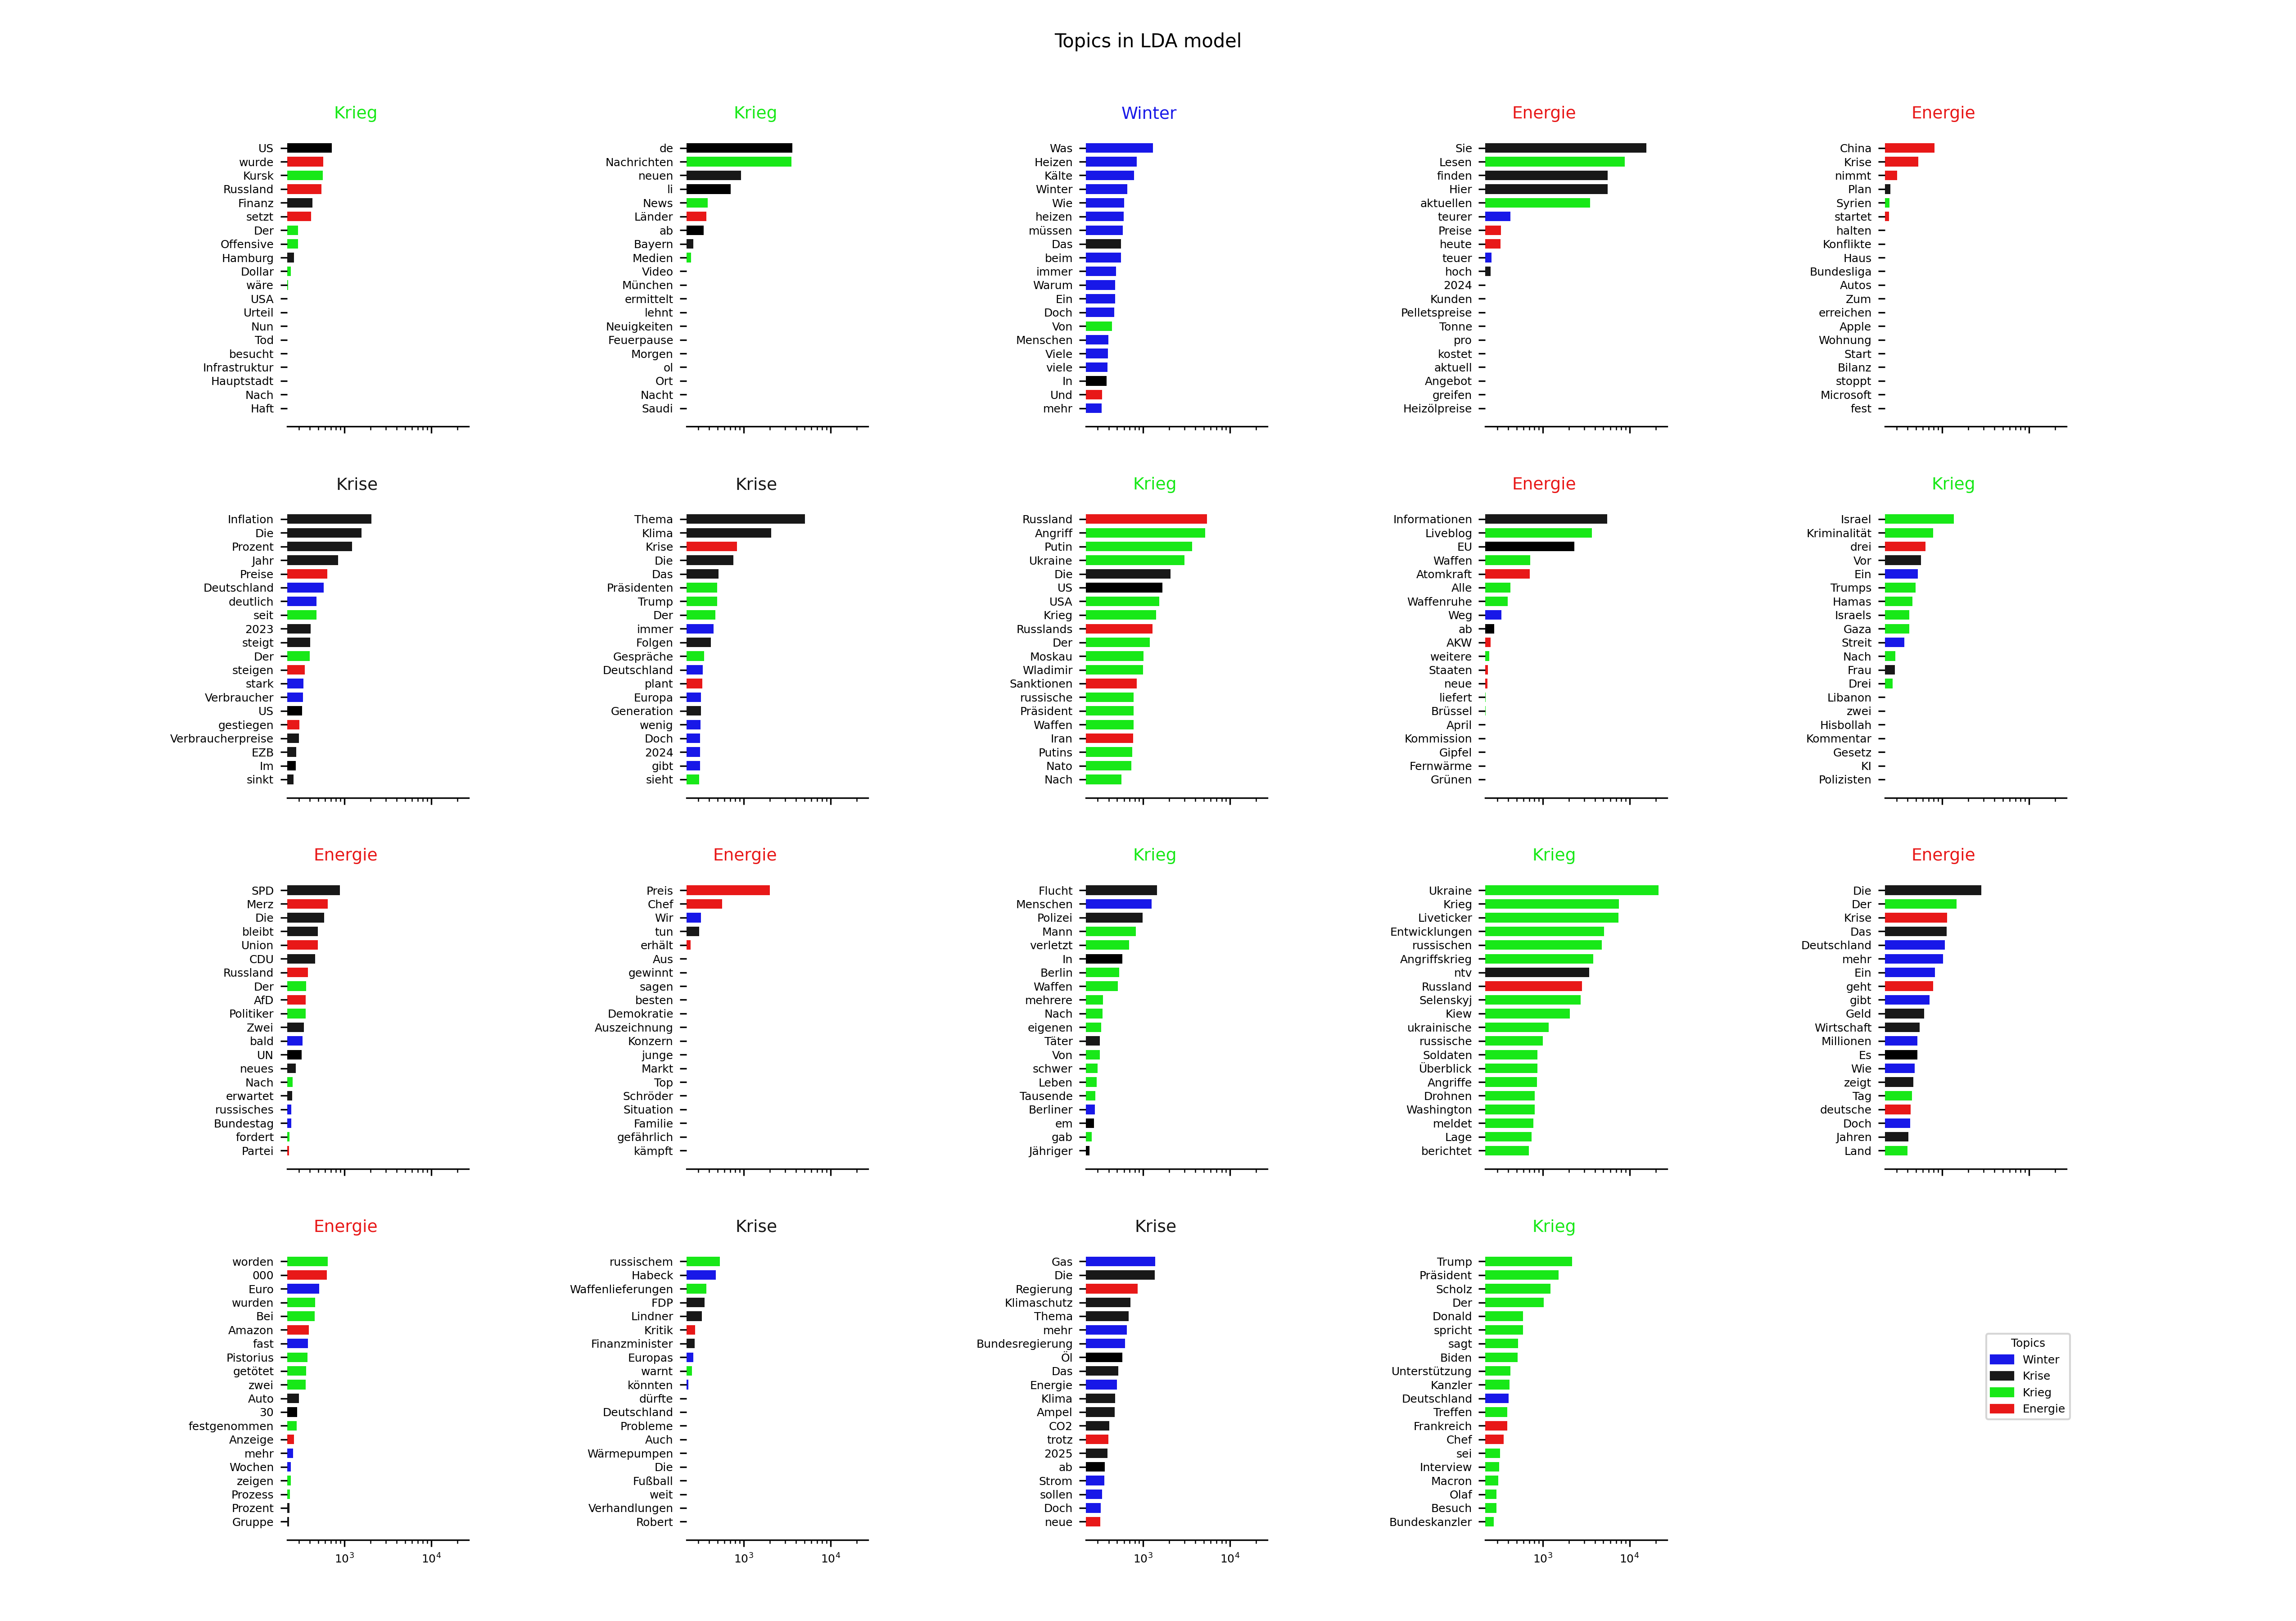 Topics in LDA model
Krieg
US
wurde
Kursk
Russland
Finanz
setzt
Der
Offensive
Hamburg
Dollar
wäre
USA
Urteil
Nun
Tod
besucht
Infrastruktur
Hauptstadt
Nach
Haft
Krieg
de
Nachrichten
neuen
li
News
Länder
ab
Bayern
Medien
Video
München
ermittelt
lehnt
Neuigkeiten
Feuerpause
Morgen
ol
Ort
Nacht
Saudi
Winter
Was
Heizen
Kälte
Winter
Wie
heizen
müssen
Das
beim
immer
Warum
Ein
Doch
Von
Menschen
Viele
viele
In
Und
mehr
Energie
Sie
Lesen
finden
Hier
aktuellen
teurer
Preise
heute
teuer
hoch
2024
Kunden
Pelletspreise
Tonne
pro
kostet
aktuell
Angebot
greifen
Heizölpreise
Energie
China
Krise
nimmt
Plan
Syrien
startet
halten
Konflikte
Haus
Bundesliga
Autos
Zum
erreichen
Apple
Wohnung
Start
Bilanz
stoppt
Microsoft
fest
Krise
Inflation
Die
Prozent
Jahr
Preise
Deutschland
deutlich
seit
2023
steigt
Der
steigen
stark
Verbraucher
US
gestiegen
Verbraucherpreise
EZB
Im
sinkt
Krise
Thema
Klima
Krise
Die
Das
Präsidenten
Trump
Der
immer
Folgen
Gespräche
Deutschland
plant
Europa
Generation
wenig
Doch
2024
gibt
sieht
Krieg
Russland
Angriff
Putin
Ukraine
Die
US
USA
Krieg
Russlands
Der
Moskau
Wladimir
Sanktionen
russische
Präsident
Waffen
Iran
Putins
Nato
Nach
Energie
Informationen
Liveblog
EU
Waffen
Atomkraft
Alle
Waffenruhe
Weg
ab
AKW
weitere
Staaten
neue
liefert
Brüssel
April
Kommission
Gipfel
Fernwärme
Grünen
Krieg
Israel
Kriminalität
drei
Vor
Ein
Trumps
Hamas
Israels
Gaza
Streit
Nach
Frau
Drei
Libanon
zwei
Hisbollah
Kommentar
Gesetz
KI
Polizisten
Energie
SPD
Merz
Die
bleibt
Union
CDU
Russland
Der
AfD
Politiker
Zwei
bald
UN
neues
Nach
erwartet
russisches
Bundestag
fordert
Partei
Energie
Preis
Chef
Wir
tun
erhält
Aus
gewinnt
sagen
besten
Demokratie
Auszeichnung
Konzern
junge
Markt
Top
Schröder
Situation
Familie
gefährlich
kämpft
Krieg
Flucht
Menschen
Polizei
Mann
verletzt
In
Berlin
Waffen
mehrere
Nach
eigenen
Täter
Von
schwer
Leben
Tausende
Berliner
em
gab
Jähriger
Krieg
Ukraine
Krieg
Liveticker
Entwicklungen
russischen
Angriffskrieg
ntv
Russland
Selenskyj
Kiew
ukrainische
russische
Soldaten
Überblick
Angriffe
Drohnen
Washington
meldet
Lage
berichtet
Energie
Die
Der
Krise
Das
Deutschland
mehr
Ein
geht
gibt
Geld
Wirtschaft
Millionen
Es
Wie
zeigt
Tag
deutsche
Doch
Jahren
Land
Energie
worden
000
Euro
wurden
Bei
Amazon
fast
Pistorius
getötet
zwei
Auto
30
festgenommen
Anzeige
mehr
Wochen
zeigen
Prozess
Prozent
Gruppe
10³ 10⁴
Krise
russischem
Habeck
Waffenlieferungen
FDP
Lindner
Kritik
Finanzminister
Europas
warnt
könnten
dürfte
Deutschland
Probleme
Auch
Wärmepumpen
Die
Fußball
weit
Verhandlungen
Robert
10³ 10⁴
Krise
Gas
Die
Regierung
Klimaschutz
Thema
mehr
Bundesregierung
Öl
Das
Energie
Klima
Ampel
CO2
trotz
2025
ab
Strom
sollen
Doch
neue
10³ 10⁴
Krieg
Trump
Präsident
Scholz
Der
Donald
spricht
sagt
Biden
Unterstützung
Kanzler
Deutschland
Treffen
Frankreich
Chef
sei
Interview
Macron
Olaf
Besuch
Bundeskanzler
10³ 10⁴
Topics
Winter
Krise
Krieg
Energie